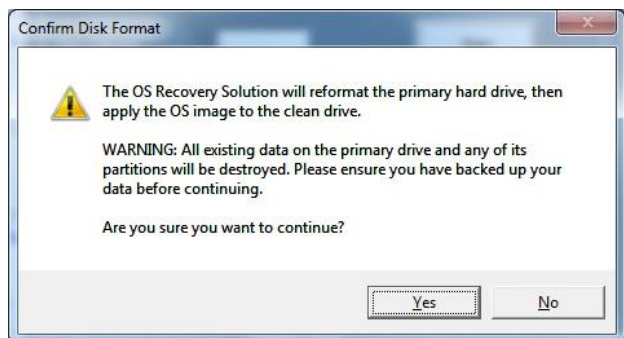 Confirm Disk Format
The OS Recovery Solution will reformat the primary hard drive, then
apply the OS image to the clean drive.
WARNING: All existing data on the primary drive and any of its
partitions will be destroyed. Please ensure you have backed up your
data before continuing.
Are you sure you want to continue?
Yes
No